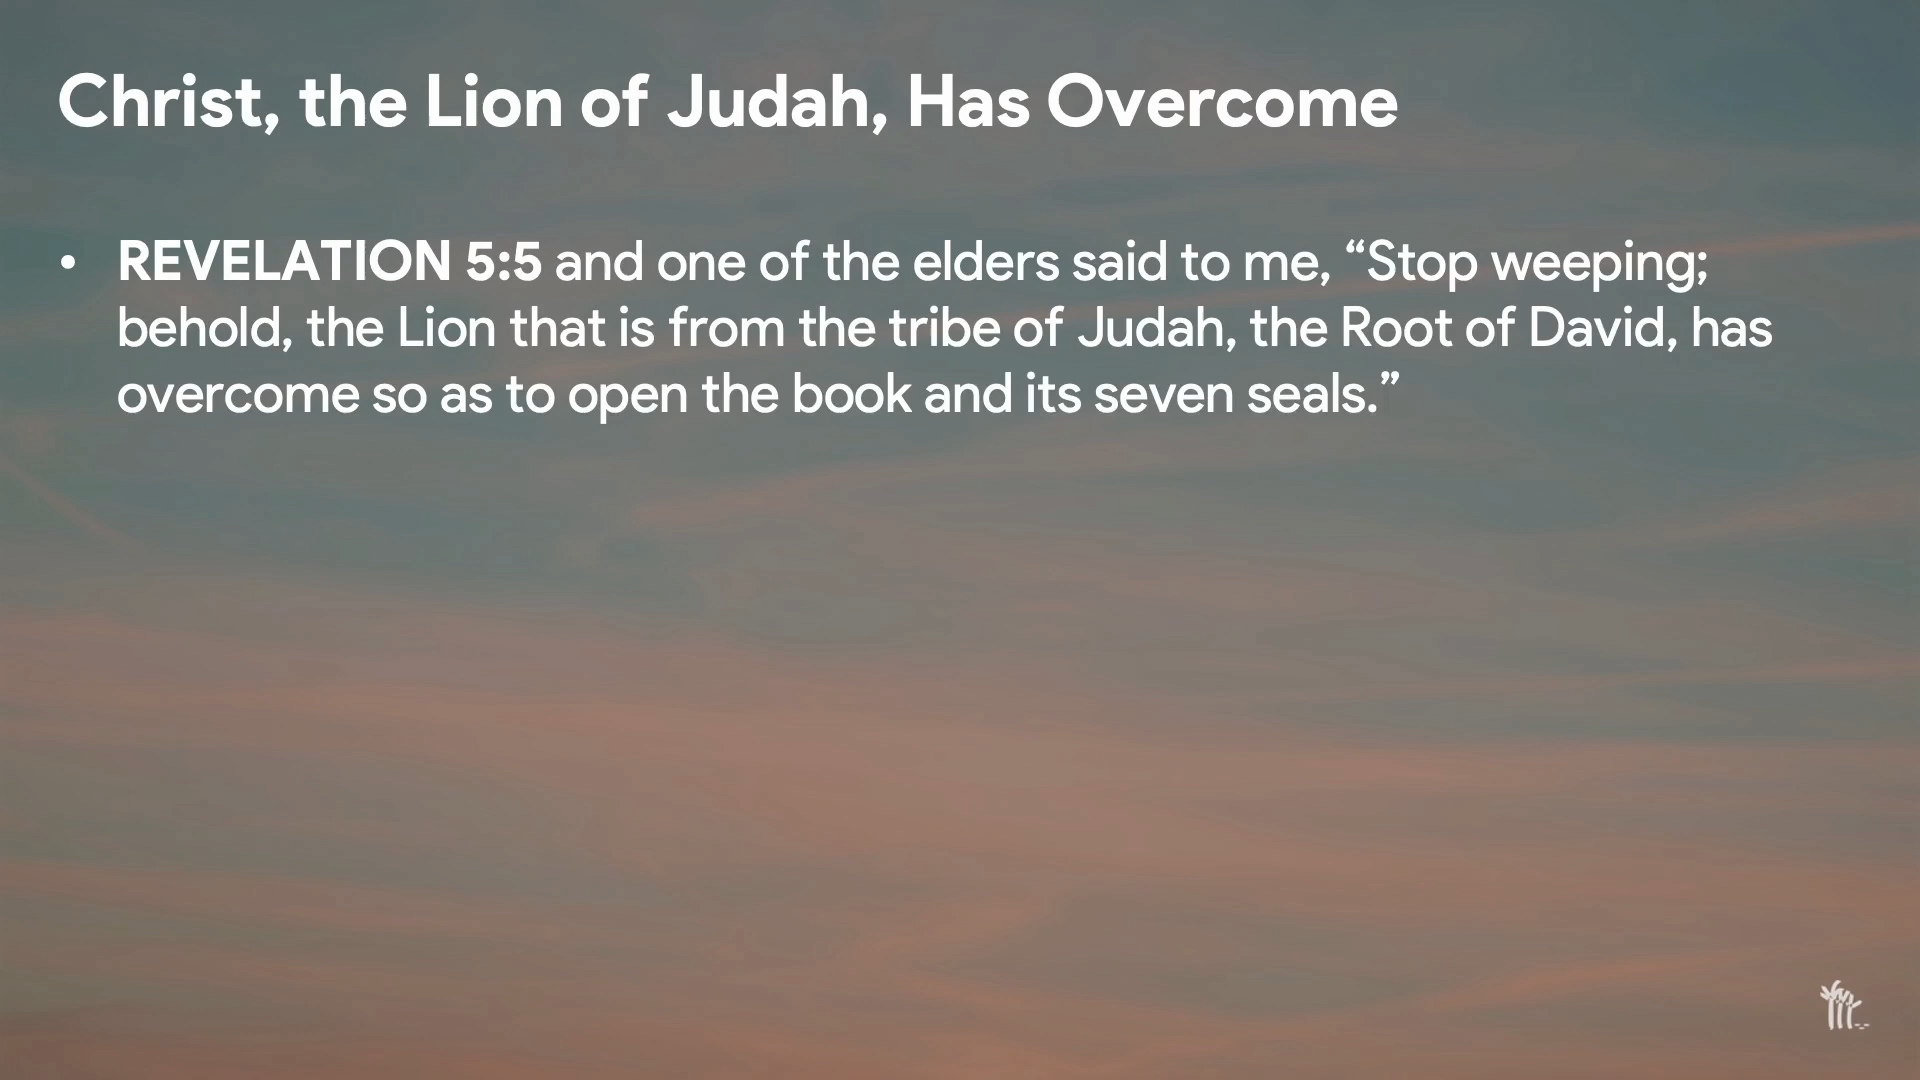 Christ, the Lion of Judah, Has Overcome
• REVELATION 5:5 and one of the elders said to me, “Stop weeping;
behold, the Lion that is from the tribe of Judah, the Root of David, has
overcome so as to open the book and its seven seals.”